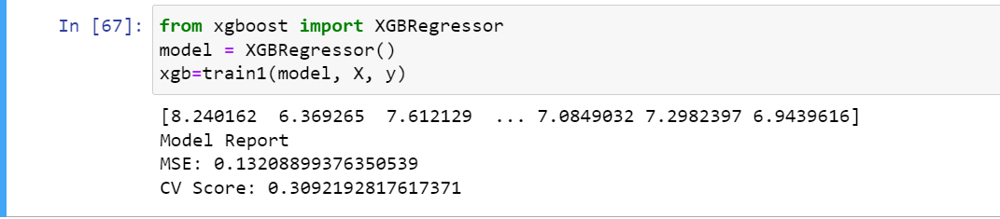 In [67]: from xgboost import XGBRegressor
model = XGBRegressor()
xgb=train1(model, X, y)
[8.240162  6.369265  7.612129  ... 7.0849032 7.2982397 6.9439616]
Model Report
MSE: 0.13208899376350539
CV Score: 0.3092192817617371